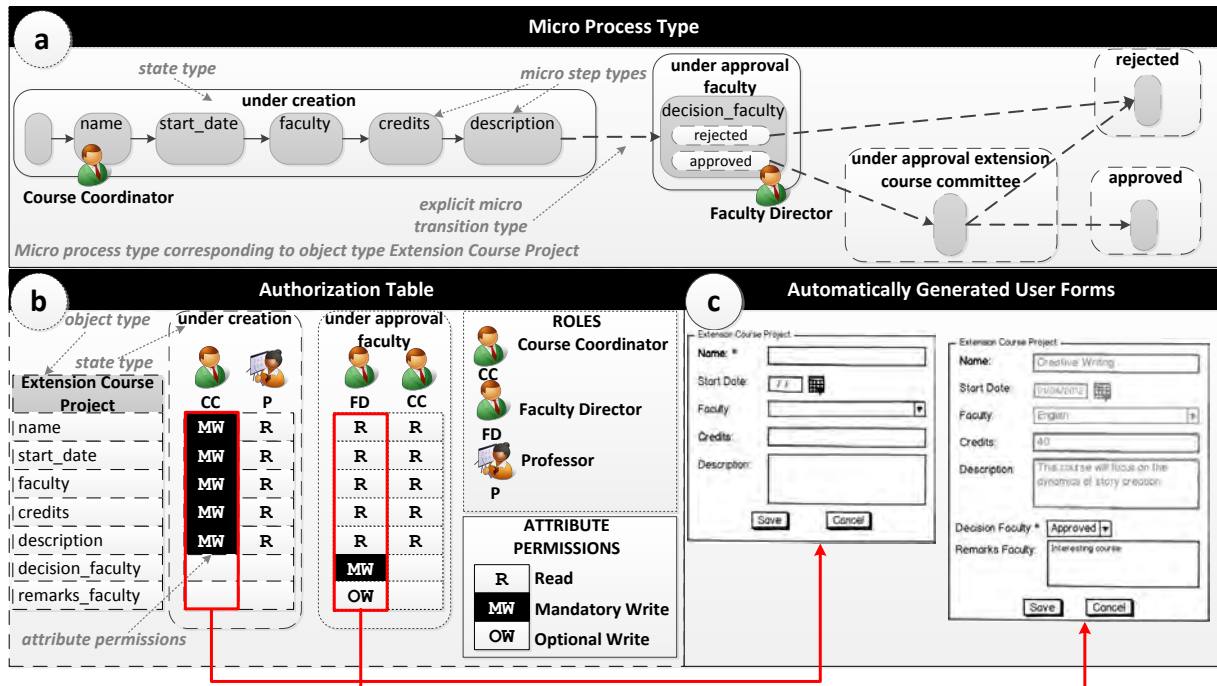 a
Micro Process Type
state type
micro step types
under creation
name
start_date
faculty
credits
description
Course Coordinator
explicit micro
transition type
under approval
faculty
decision_faculty
rejected
approved
Faculty Director
under approval extension
course committee
rejected
approved
Micro process type corresponding to object type Extension Course Project
b
Authorization Table
object type
state type
under creation
under approval
faculty
CC P FD CC
Extension Course
Project
name MW R R R
start_date MW R R R
faculty MW R R R
credits MW R R R
description MW R R R
decision_faculty MW
remarks_faculty OW
attribute permissions
ROLES
Course Coordinator
CC
Faculty Director
FD
Professor
P
ATTRIBUTE
PERMISSIONS
R Read
MW Mandatory Write
OW Optional Write
c
Automatically Generated User Forms
Extension Course Project
Name: *
Start Date: / /
Faculty
Credits:
Description:
Save Cancel
Extension Course Project
Name: Creative Writing
Start Date: 01/04/2012
Faculty: English
Credits: 40
Description: This course will focus on the
dynamics of story creation
Decision Faculty * Approved
Remarks Faculty: Interesting course
Save Cancel